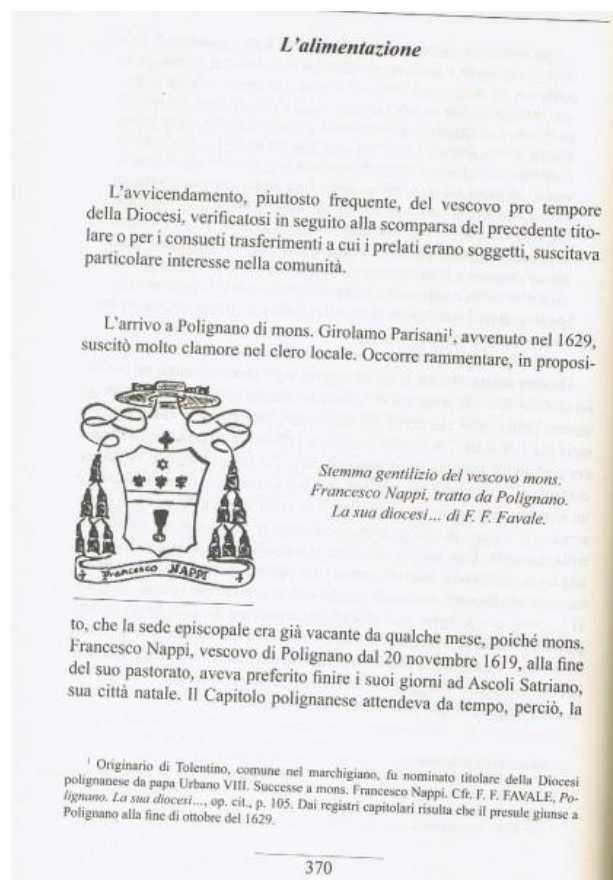 L'alimentazione
L'avvicendamento, piuttosto frequente, del vescovo pro tempore
della Diocesi, verificatosi in seguito alla scomparsa del precedente tito-
lare o per i consueti trasferimenti a cui i prelati erano soggetti, suscitava
particolare interesse nella comunità.
L'arrivo a Polignano di mons. Girolamo Parisani¹, avvenuto nel 1629,
suscitò molto clamore nel clero locale. Occorre rammentare, in proposi-
Stemma gentilizio del vescovo mons.
Francesco Nappi, tratto da Polignano.
La sua diocesi... di F. F. Favale.
Francesco NAPPI
to, che la sede episcopale era già vacante da qualche mese, poiché mons.
Francesco Nappi, vescovo di Polignano dal 20 novembre 1619, alla fine
del suo pastorato, aveva preferito finire i suoi giorni ad Ascoli Satriano,
sua città natale. Il Capitolo polignanese attendeva da tempo, perciò, la
¹ Originario di Tolentino, comune nel marchigiano, fu nominato titolare della Diocesi
polignanese da papa Urbano VIII. Successe a mons. Francesco Nappi. Cfr. F. F. FAVALE, Po-
lignano. La sua diocesi..., op. cit., p. 105. Dai registri capitolari risulta che il presule giunse a
Polignano alla fine di ottobre del 1629.
370